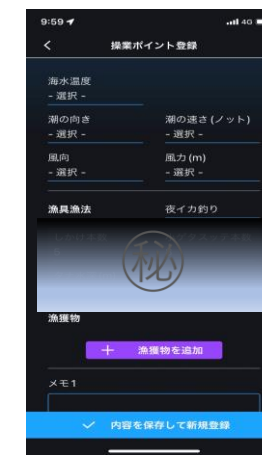 9:59
4G
操業ポイント登録
海水温度
- 選択 -
潮の向き 潮の速さ(ノット)
- 選択 - - 選択 -
風向 風力(m)
- 選択 - - 選択 -
漁具漁法 夜イカ釣り
㊙
漁獲物
+ 漁獲物を追加
メモ1
内容を保存して新規登録